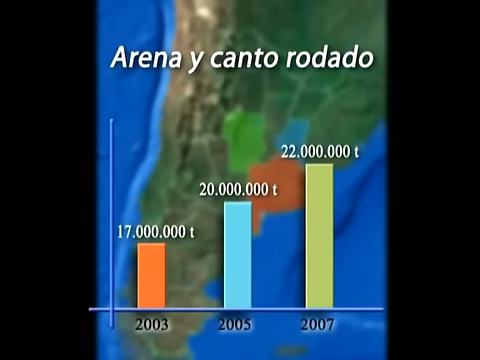 Arena y canto rodado
22.000.000 t
20.000.000 t
17.000.000 t
2003 2005 2007